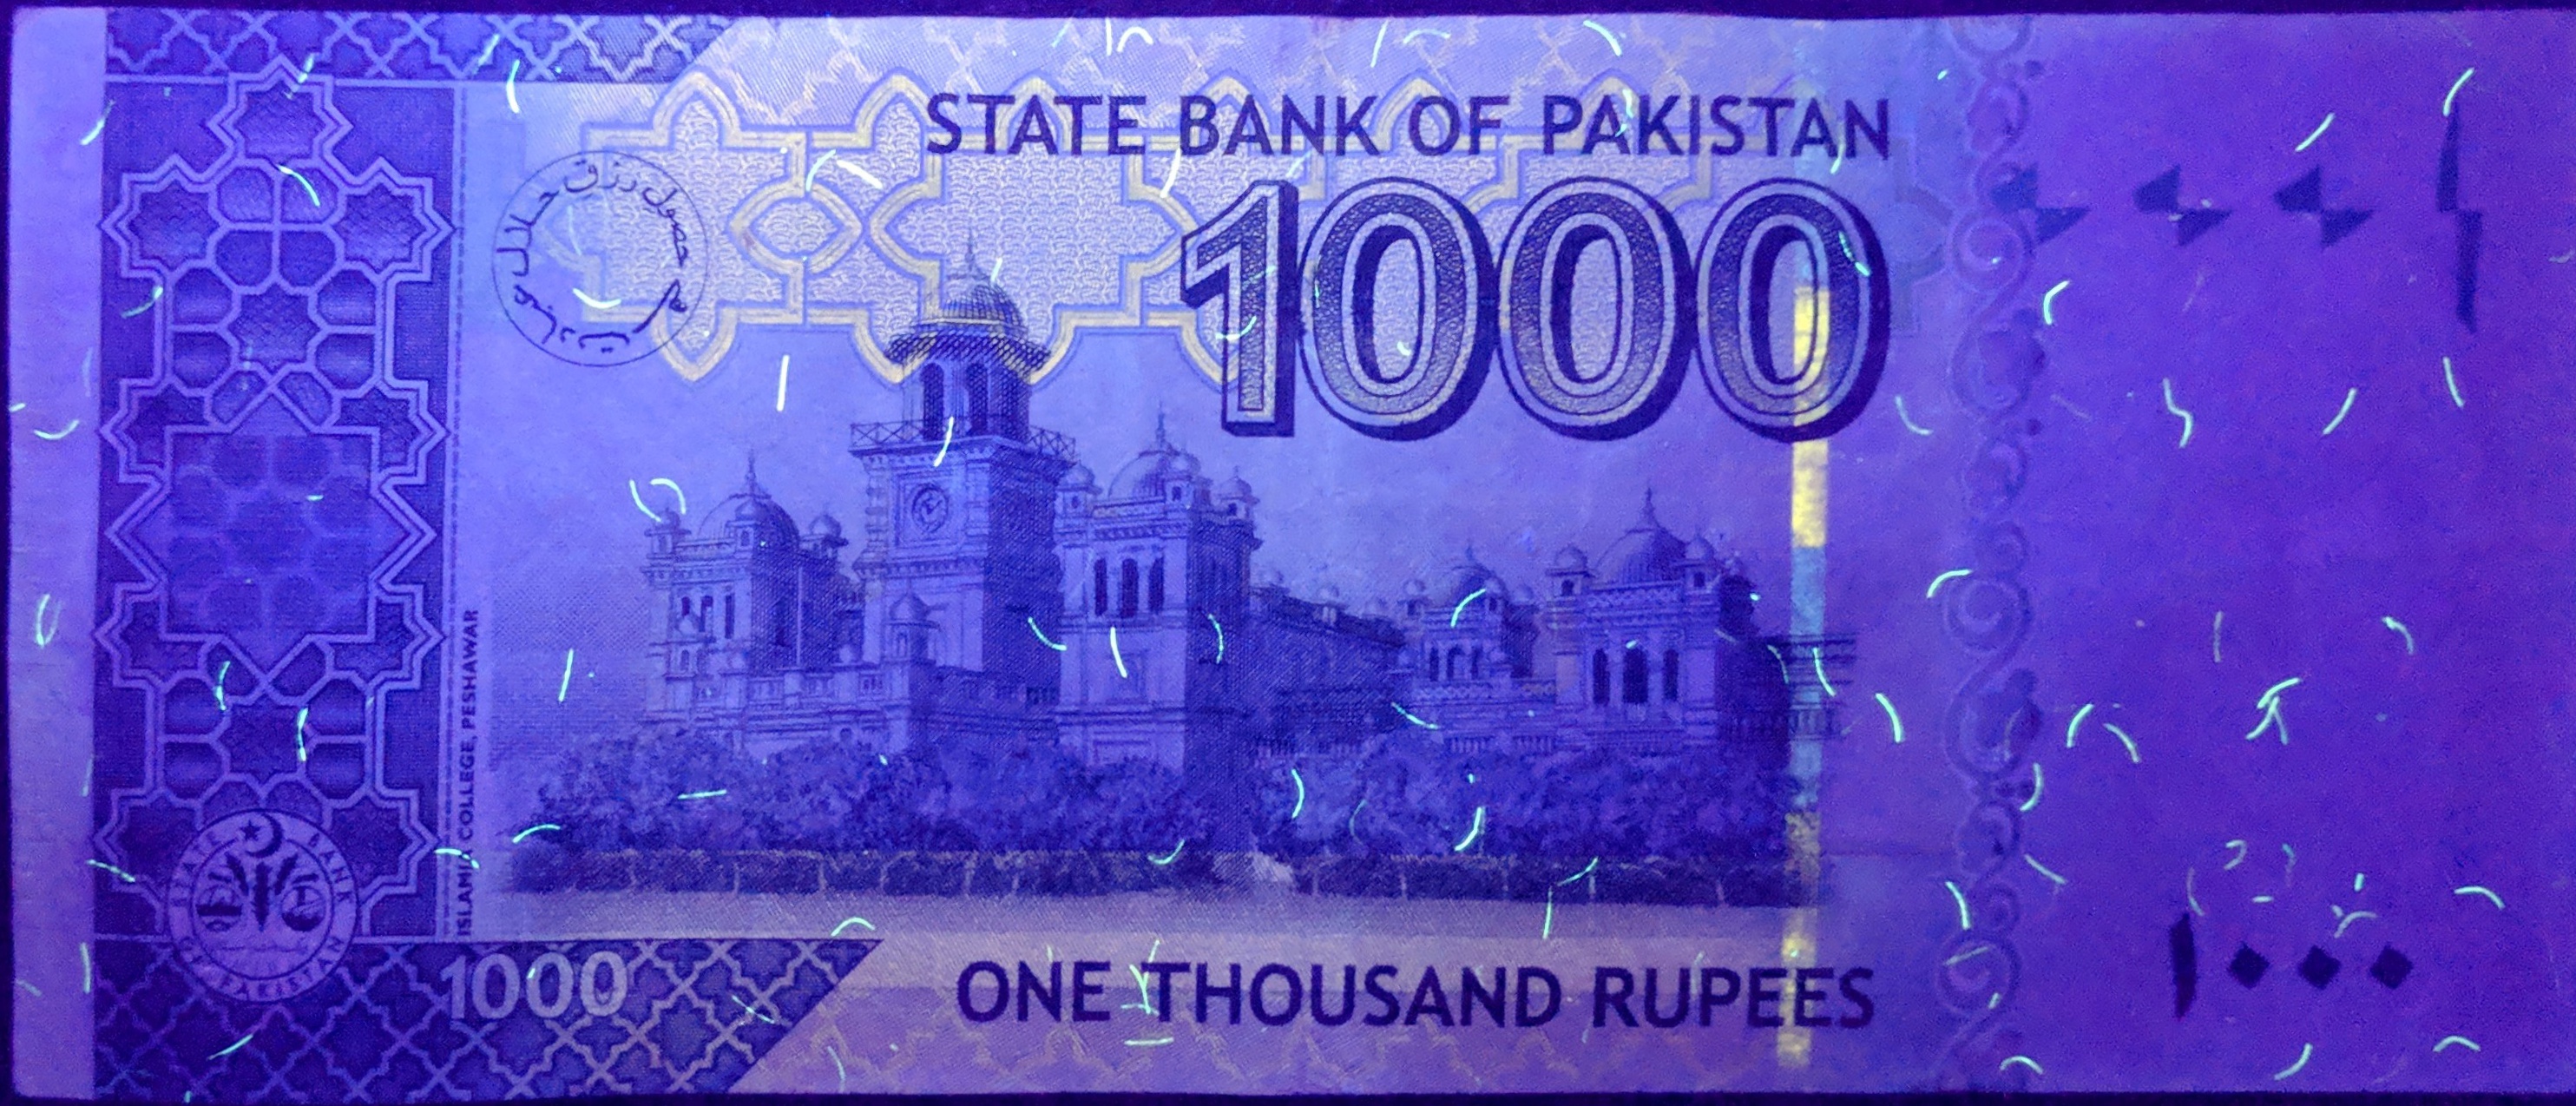 STATE BANK OF PAKISTAN
حصول رزق حلال عین عبادت ہے
1000
ISLAMIA COLLEGE, PESHAWAR
STATE BANK
OF PAKISTAN
1000
ONE THOUSAND RUPEES
۱۰۰۰